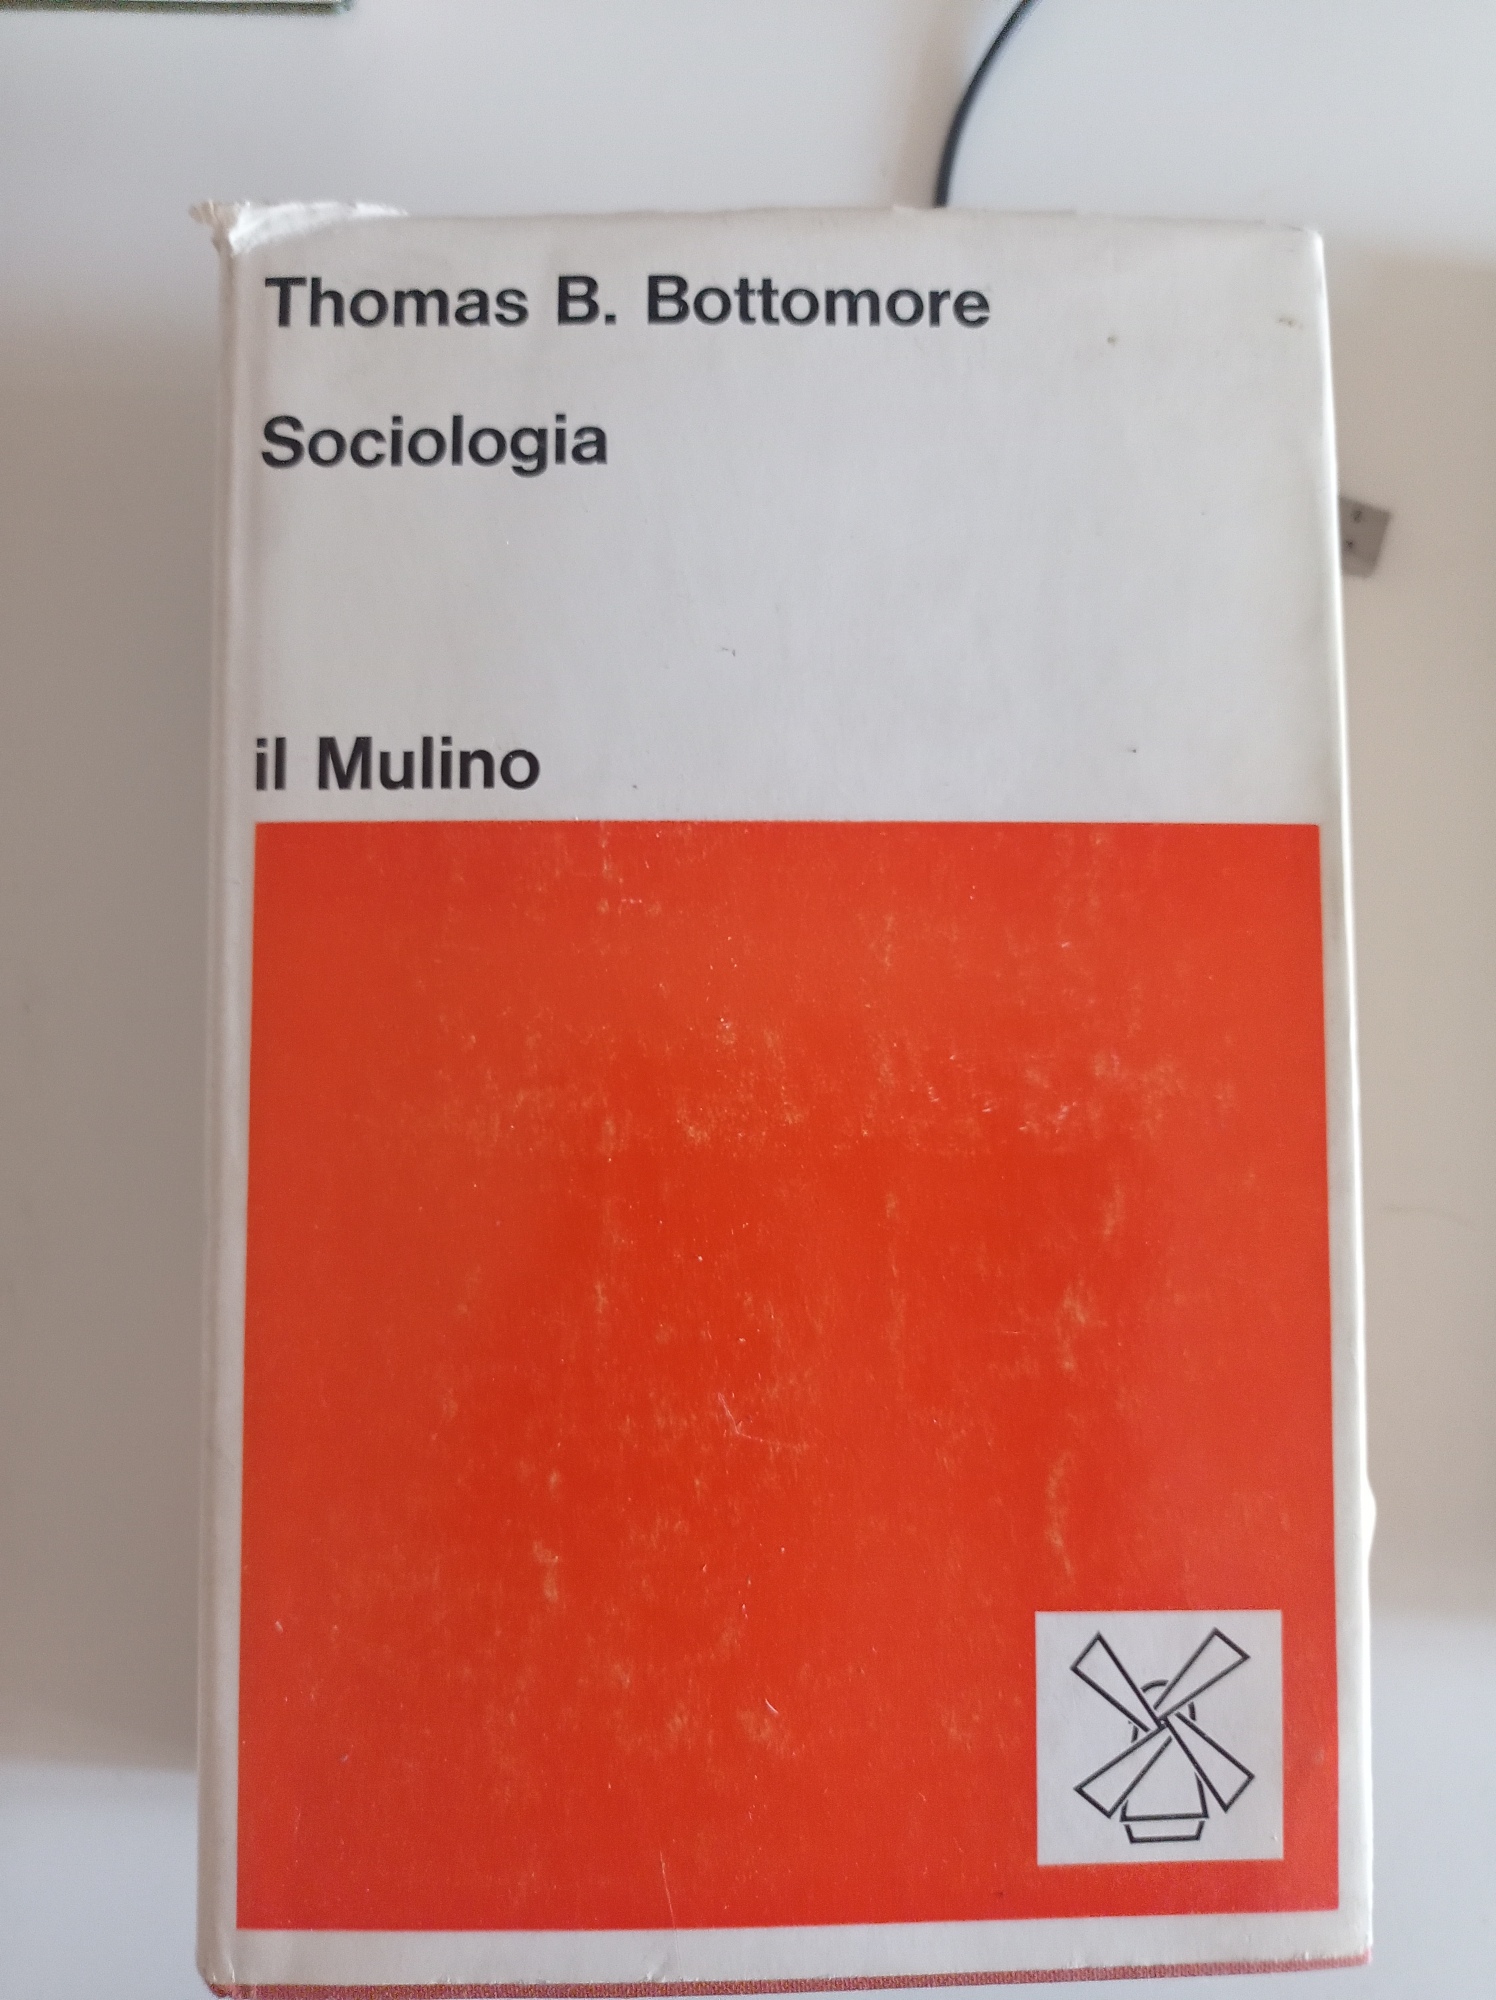 Thomas B. Bottomore
Sociologia
il Mulino